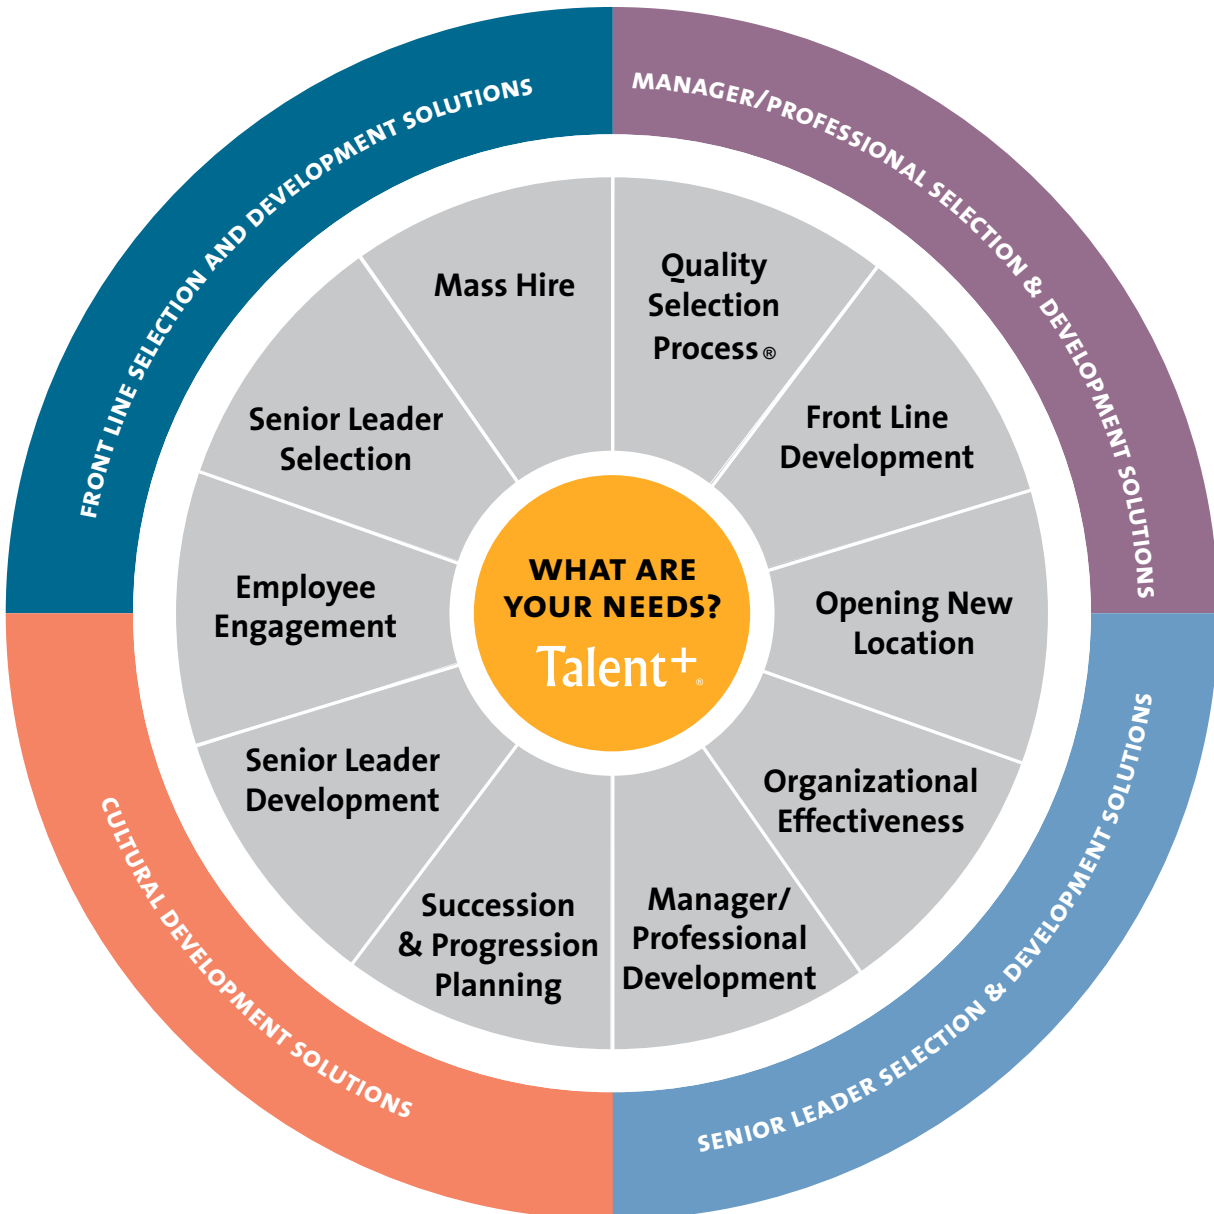 FRONT LINE SELECTION AND DEVELOPMENT SOLUTIONS
MANAGER/PROFESSIONAL SELECTION & DEVELOPMENT SOLUTIONS
SENIOR LEADER SELECTION & DEVELOPMENT SOLUTIONS
CULTURAL DEVELOPMENT SOLUTIONS
Mass Hire
Quality
Selection
Process®
Front Line
Development
Opening New
Location
Organizational
Effectiveness
Manager/
Professional
Development
Succession
& Progression
Planning
Senior Leader
Development
Employee
Engagement
Senior Leader
Selection
WHAT ARE
YOUR NEEDS?
Talent+®